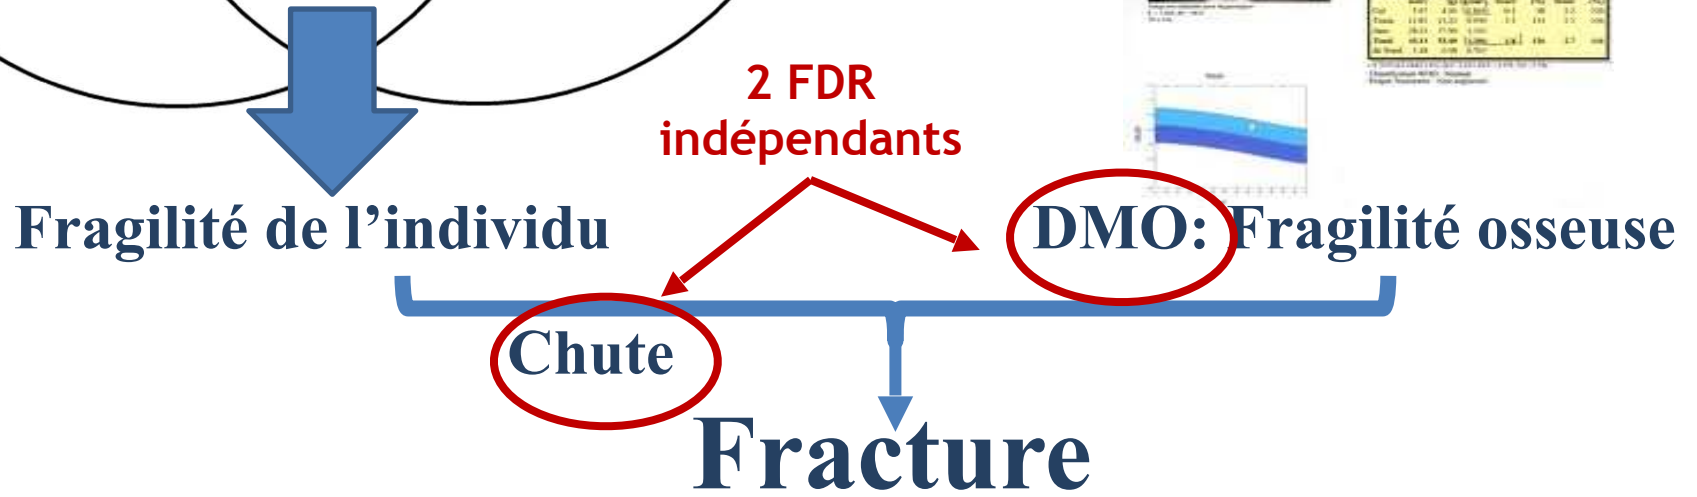 2 FDR
indépendants
Fragilité de l’individu
DMO: Fragilité osseuse
Chute
Fracture